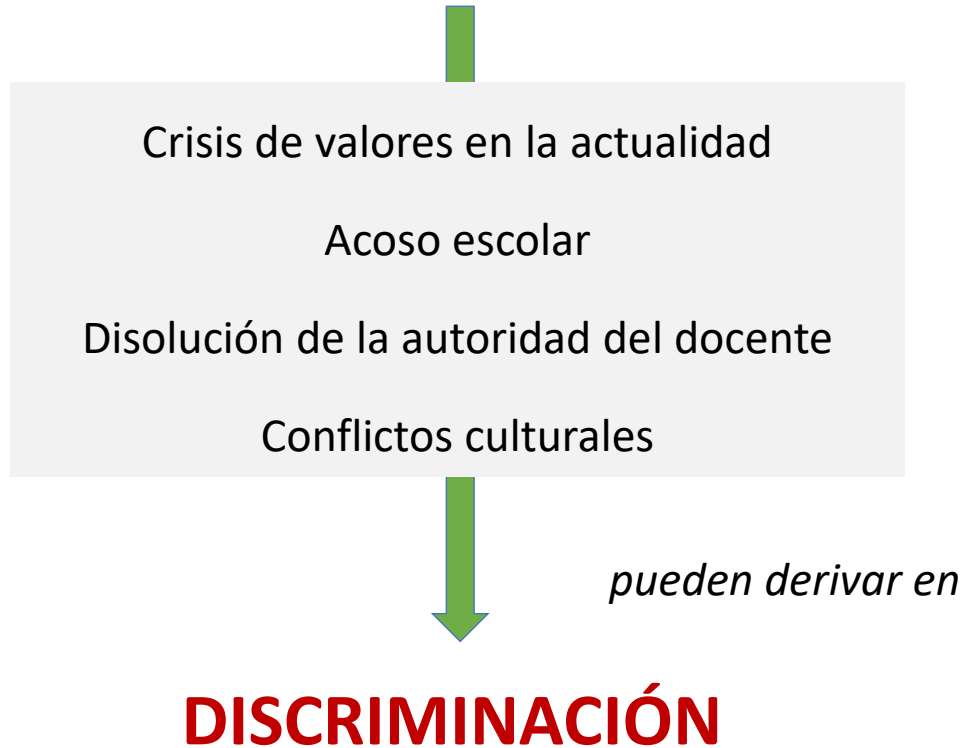 Crisis de valores en la actualidad
Acoso escolar
Disolución de la autoridad del docente
Conflictos culturales
pueden derivar en
DISCRIMINACIÓN